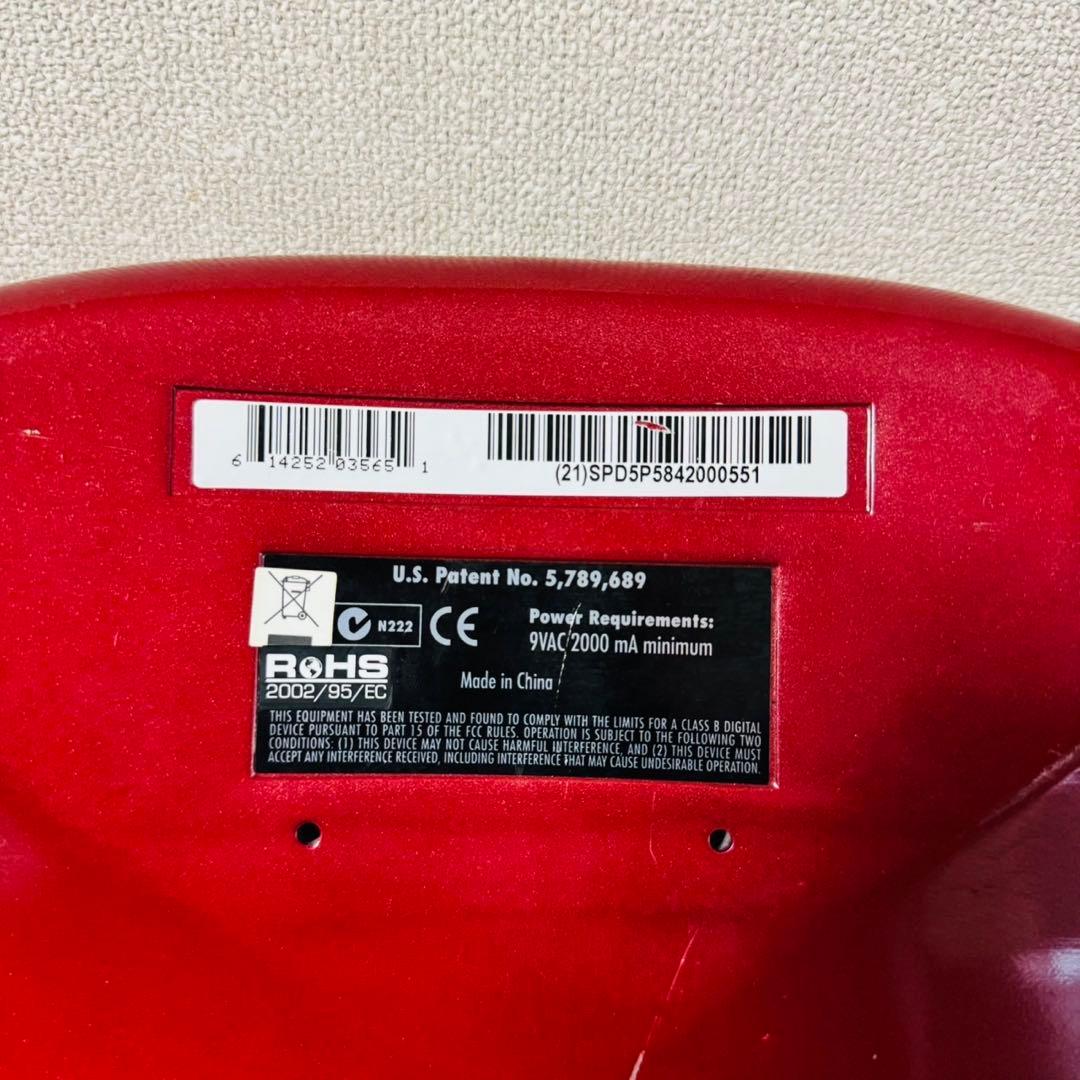 6 14252 03565 1
(21)SPD5P5842000551
U.S. Patent No. 5,789,689
N222
CE
Power Requirements:
9VAC 2000 mA minimum
RoHS
2002/95/EC
Made in China
THIS EQUIPMENT HAS BEEN TESTED AND FOUND TO COMPLY WITH THE LIMITS FOR A CLASS B DIGITAL
DEVICE PURSUANT TO PART 15 OF THE FCC RULES. OPERATION IS SUBJECT TO THE FOLLOWING TWO
CONDITIONS: (1) THIS DEVICE MAY NOT CAUSE HARMFUL INTERFERENCE, AND (2) THIS DEVICE MUST
ACCEPT ANY INTERFERENCE RECEIVED, INCLUDING INTERFERENCE THAT MAY CAUSE UNDESIRABLE OPERATION.